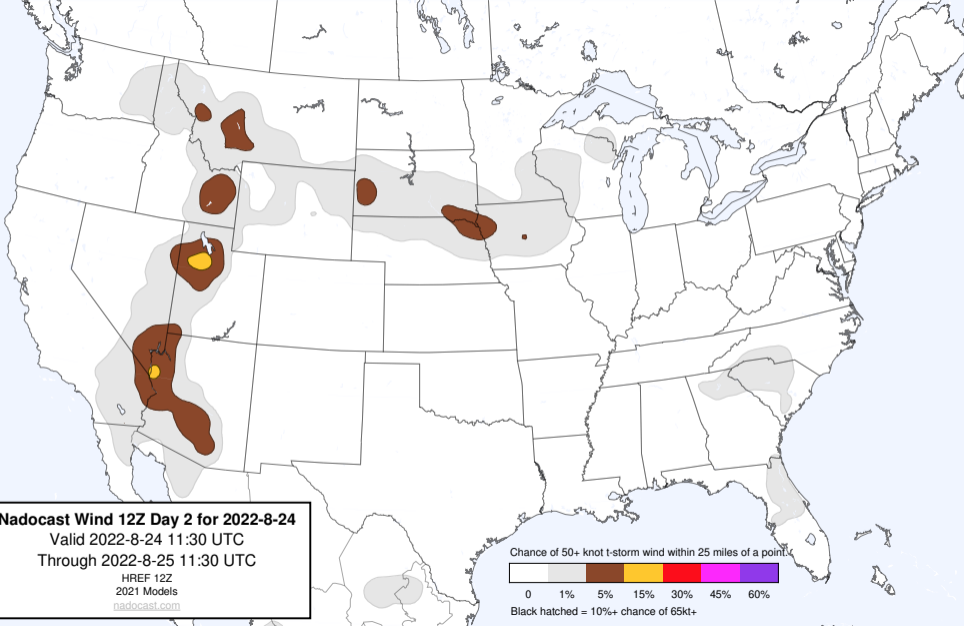 Nadocast Wind 12Z Day 2 for 2022-8-24
Valid 2022-8-24 11:30 UTC
Through 2022-8-25 11:30 UTC
HREF 12Z
2021 Models
nadocast.com
Chance of 50+ knot t-storm wind within 25 miles of a point.
0 1% 5% 15% 30% 45% 60%
Black hatched = 10%+ chance of 65kt+